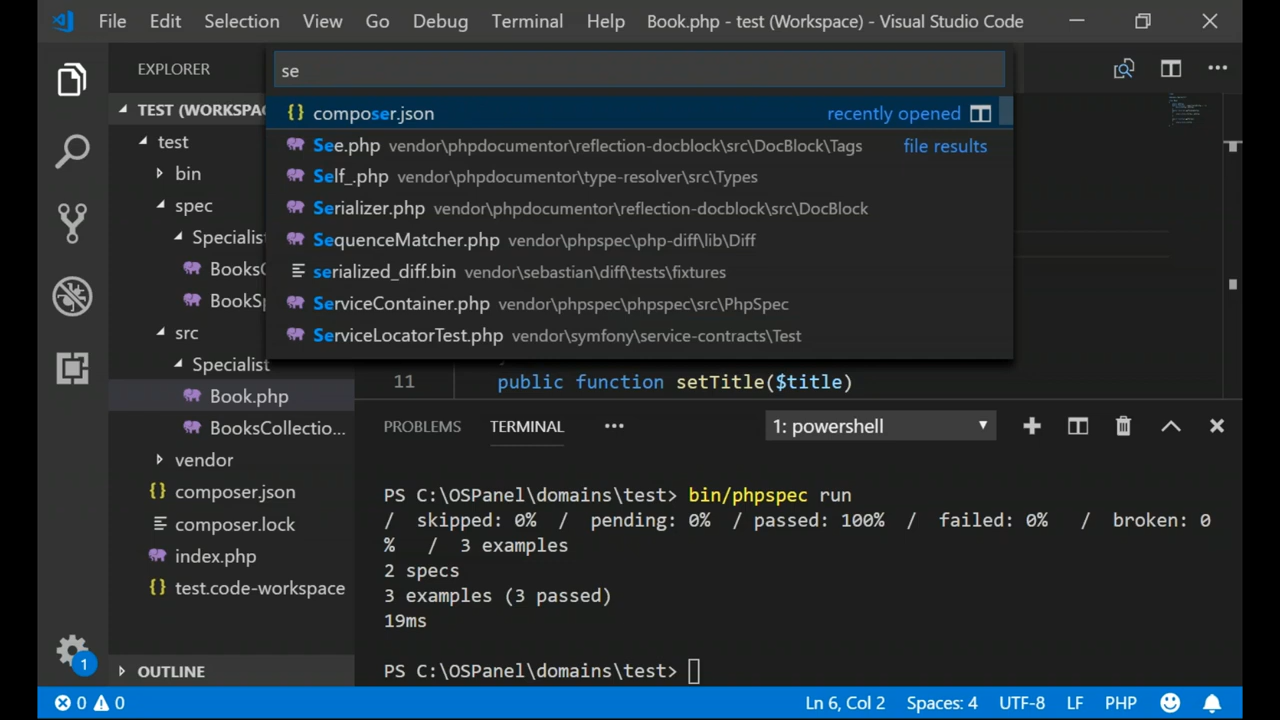 File Edit Selection View Go Debug Terminal Help Book.php - test (Workspace) - Visual Studio Code
EXPLORER
se
TEST (WORKSPA
composer.json recently opened
See.php vendor\phpdocumentor\reflection-docblock\src\DocBlock\Tags file results
Self_.php vendor\phpdocumentor\type-resolver\src\Types
Serializer.php vendor\phpdocumentor\reflection-docblock\src\DocBlock
SequenceMatcher.php vendor\phpspec\php-diff\lib\Diff
serialized_diff.bin vendor\sebastian\diff\tests\fixtures
ServiceContainer.php vendor\phpspec\phpspec\src\PhpSpec
ServiceLocatorTest.php vendor\symfony\service-contracts\Test
test
bin
spec
Specialis
BooksC
BookSp
src
Specialist
Book.php
BooksCollectio...
vendor
composer.json
composer.lock
index.php
test.code-workspace
OUTLINE
11 public function setTitle($title)
PROBLEMS TERMINAL ... 1: powershell
PS C:\OSPanel\domains\test> bin/phpspec run
/ skipped: 0% / pending: 0% / passed: 100% / failed: 0% / broken: 0
% / 3 examples
2 specs
3 examples (3 passed)
19ms
PS C:\OSPanel\domains\test>
1
0 0 Ln 6, Col 2 Spaces: 4 UTF-8 LF PHP